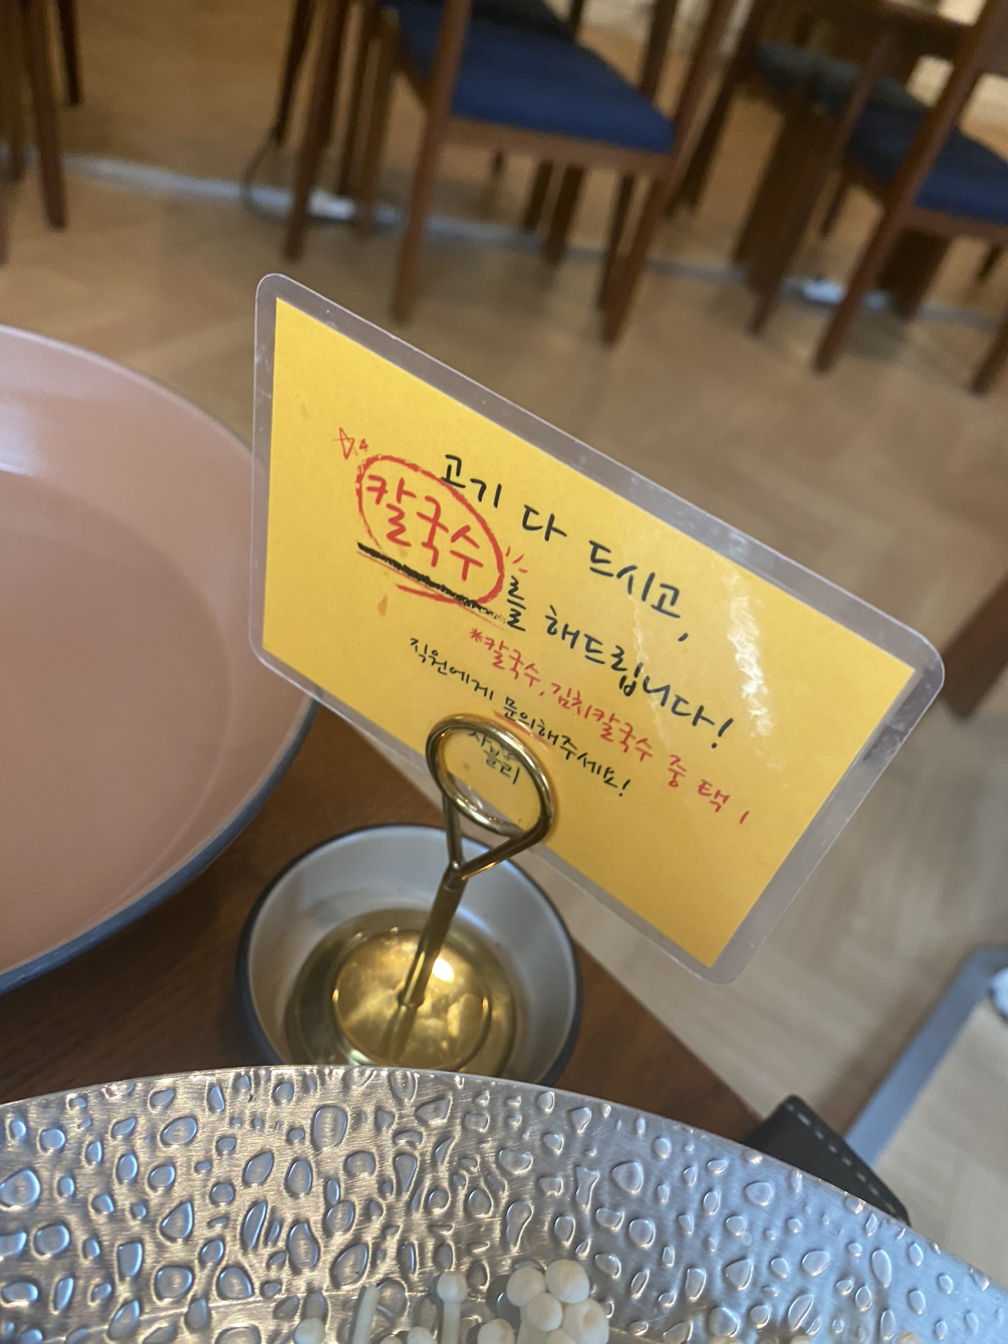 고기 다 드시고,
칼국수를 해드립니다!
*칼국수, 김치칼국수 중 택 1
직원에게 문의해주세요!